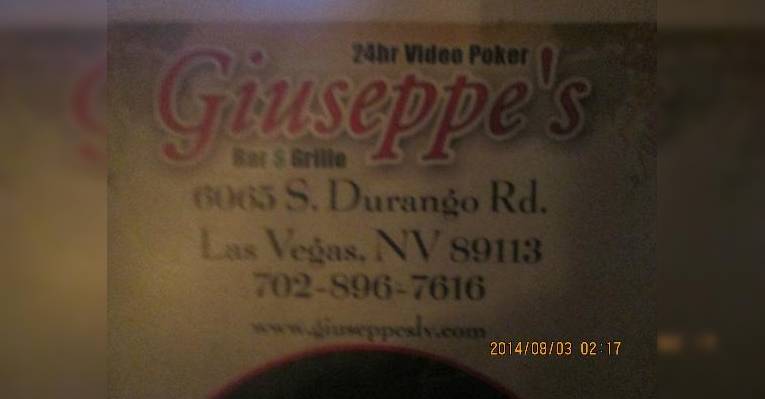 24hr Video Poker
Giuseppe's
Bar & Grille
6065 S. Durango Rd.
Las Vegas, NV 89113
702-896-7616
www.giuseppeslv.com
2014/08/03 02:17